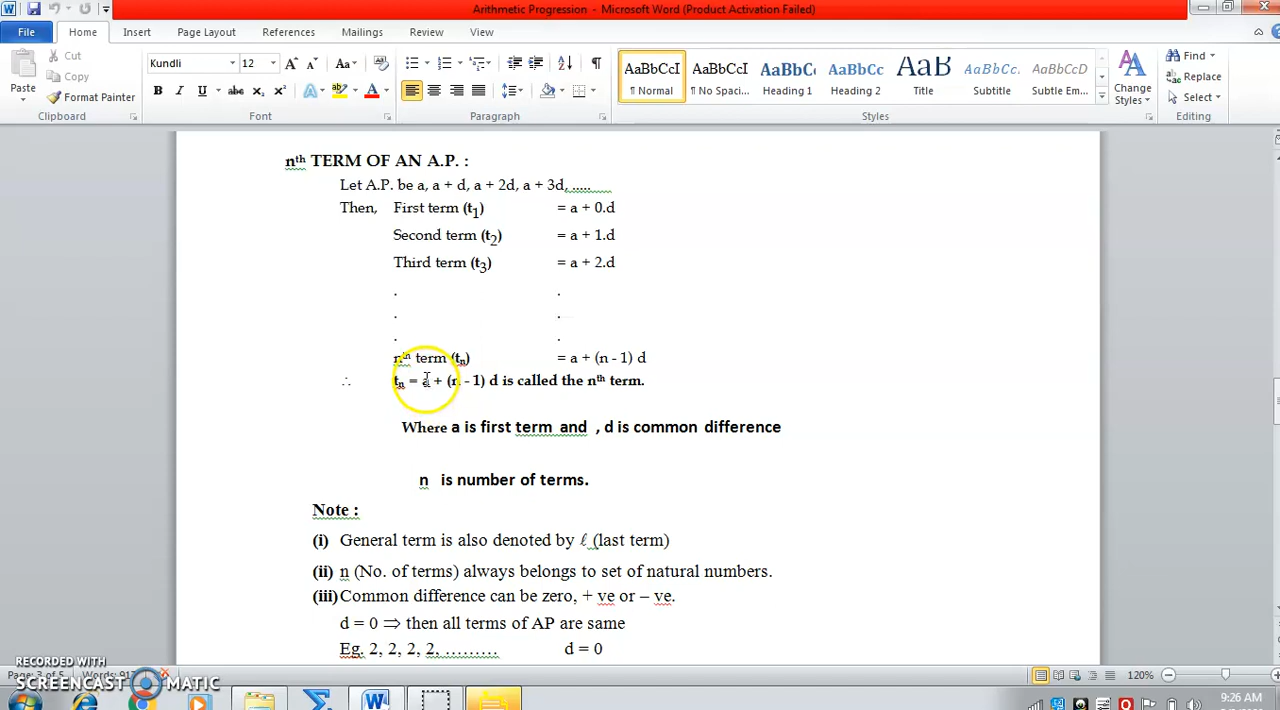 Arithmetic Progression - Microsoft Word (Product Activation Failed)
File Home Insert Page Layout References Mailings Review View
Paste Cut Copy Format Painter
Kundli 12
AaBbCcI AaBbCcI AaBbC AaBbCc AaB AaBbCc. AaBbCcD
¶ Normal ¶ No Spaci... Heading 1 Heading 2 Title Subtitle Subtle Em...
Change Styles
Find Replace Select
Clipboard Font Paragraph Styles Editing
nth TERM OF AN A.P. :
Let A.P. be a, a + d, a + 2d, a + 3d, .....
Then, First term (t1) = a + 0.d
Second term (t2) = a + 1.d
Third term (t3) = a + 2.d
. .
. .
. .
nth term (tn) = a + (n - 1) d
∴ tn = a + (n - 1) d is called the nth term.
Where a is first term and , d is common difference
n is number of terms.
Note :
(i) General term is also denoted by ℓ (last term)
(ii) n (No. of terms) always belongs to set of natural numbers.
(iii) Common difference can be zero, + ve or – ve.
d = 0 ⇒ then all terms of AP are same
Eg. 2, 2, 2, 2, ......... d = 0
RECORDED WITH
SCREENCAST MATIC
Page: 3 of 5 120%
9:26 AM